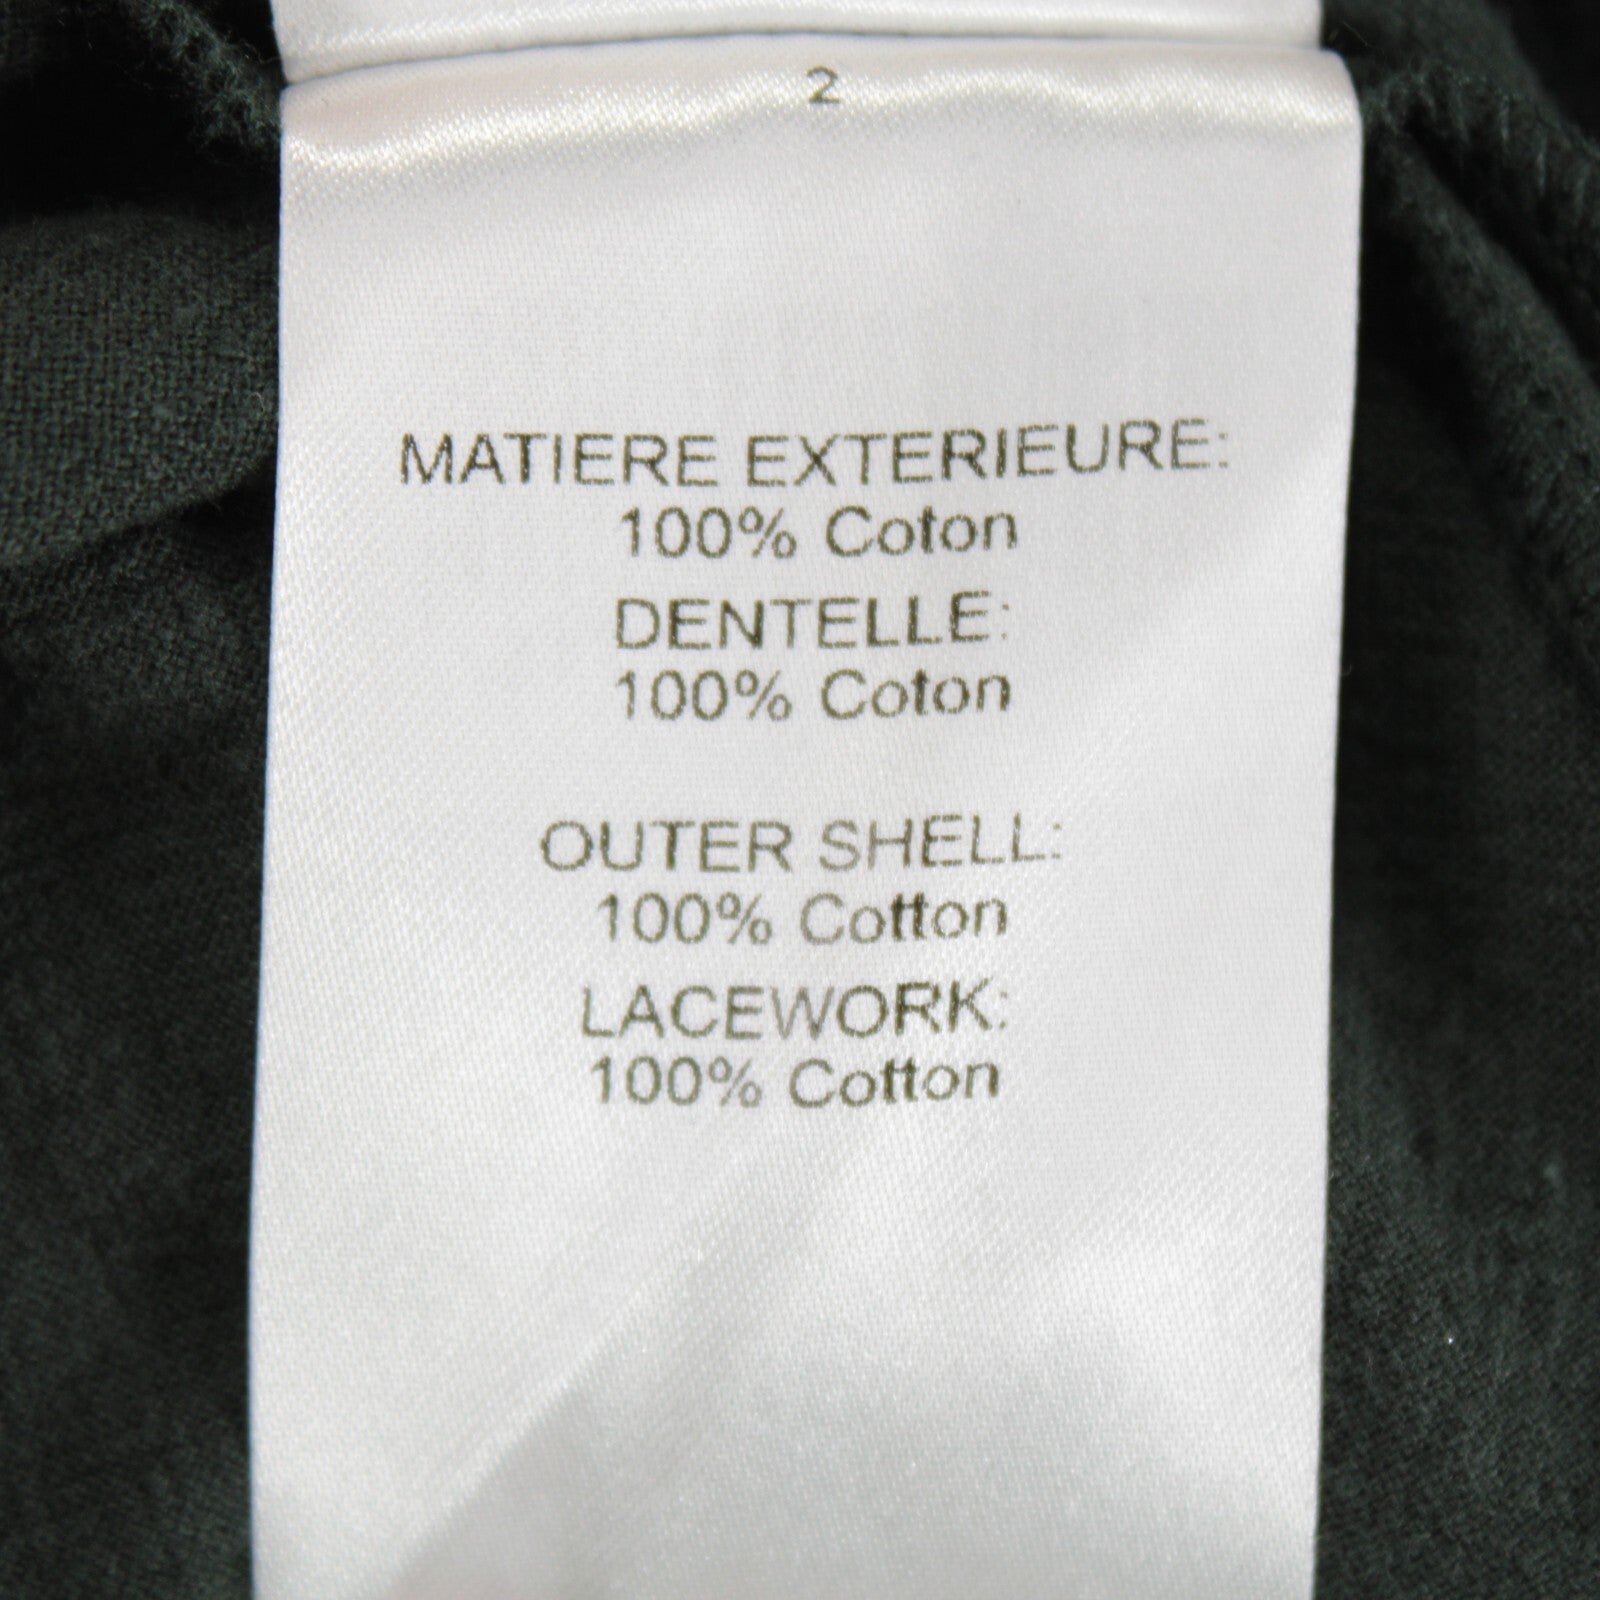 2
MATIERE EXTERIEURE:
100% Coton
DENTELLE:
100% Coton
OUTER SHELL:
100% Cotton
LACEWORK:
100% Cotton